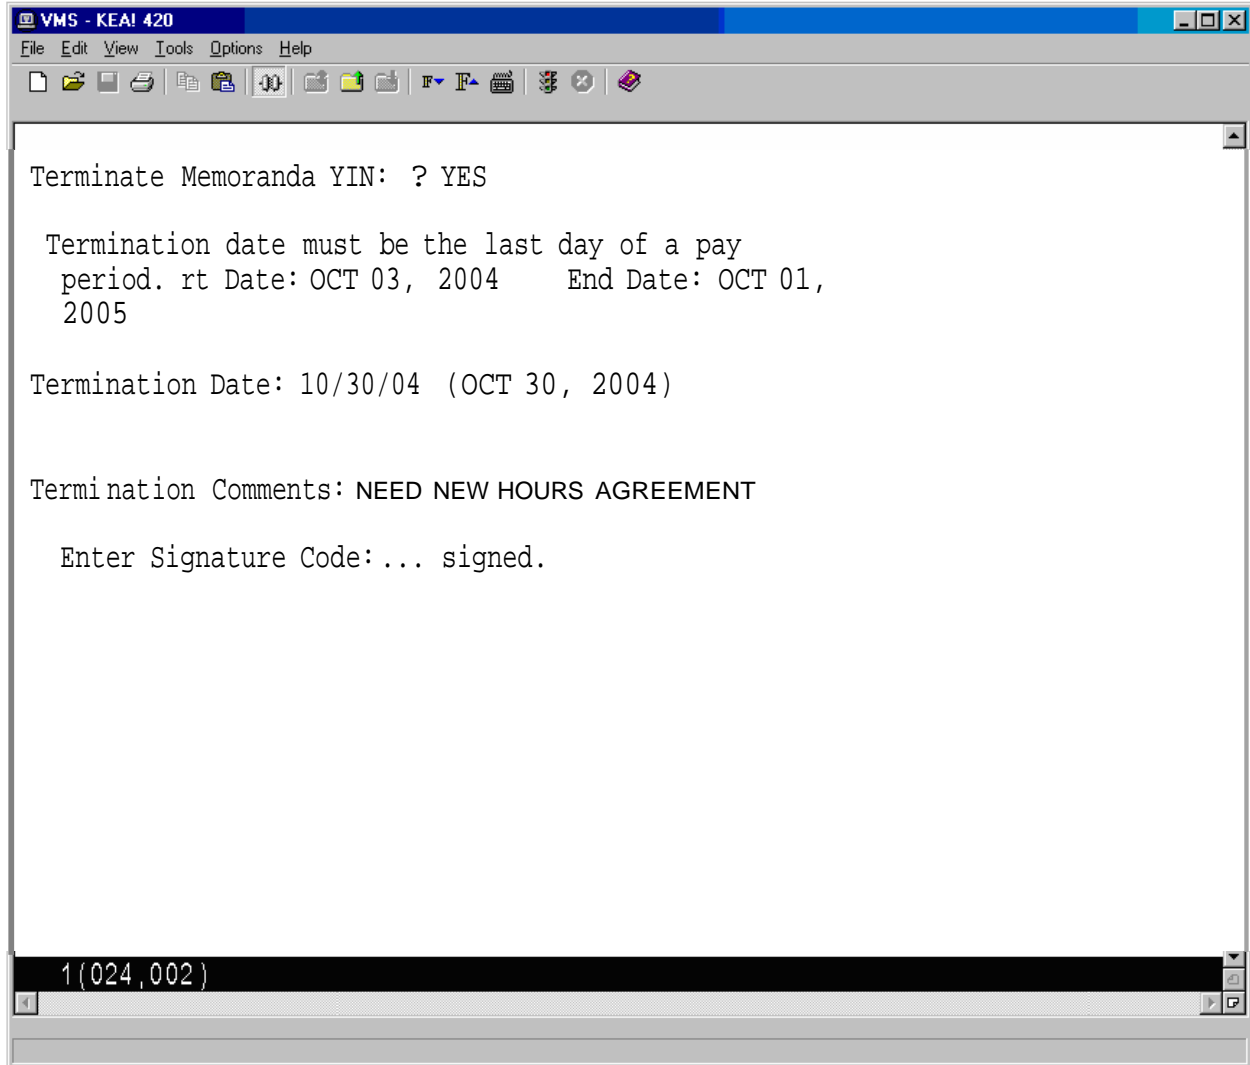 VMS - KEA! 420
File Edit View Tools Options Help
Terminate Memoranda YIN: ? YES
Termination date must be the last day of a pay
period. rt Date: OCT 03, 2004 End Date: OCT 01,
2005
Termination Date: 10/30/04 (OCT 30, 2004)
Termination Comments: NEED NEW HOURS AGREEMENT
Enter Signature Code:... signed.
1(024,002)